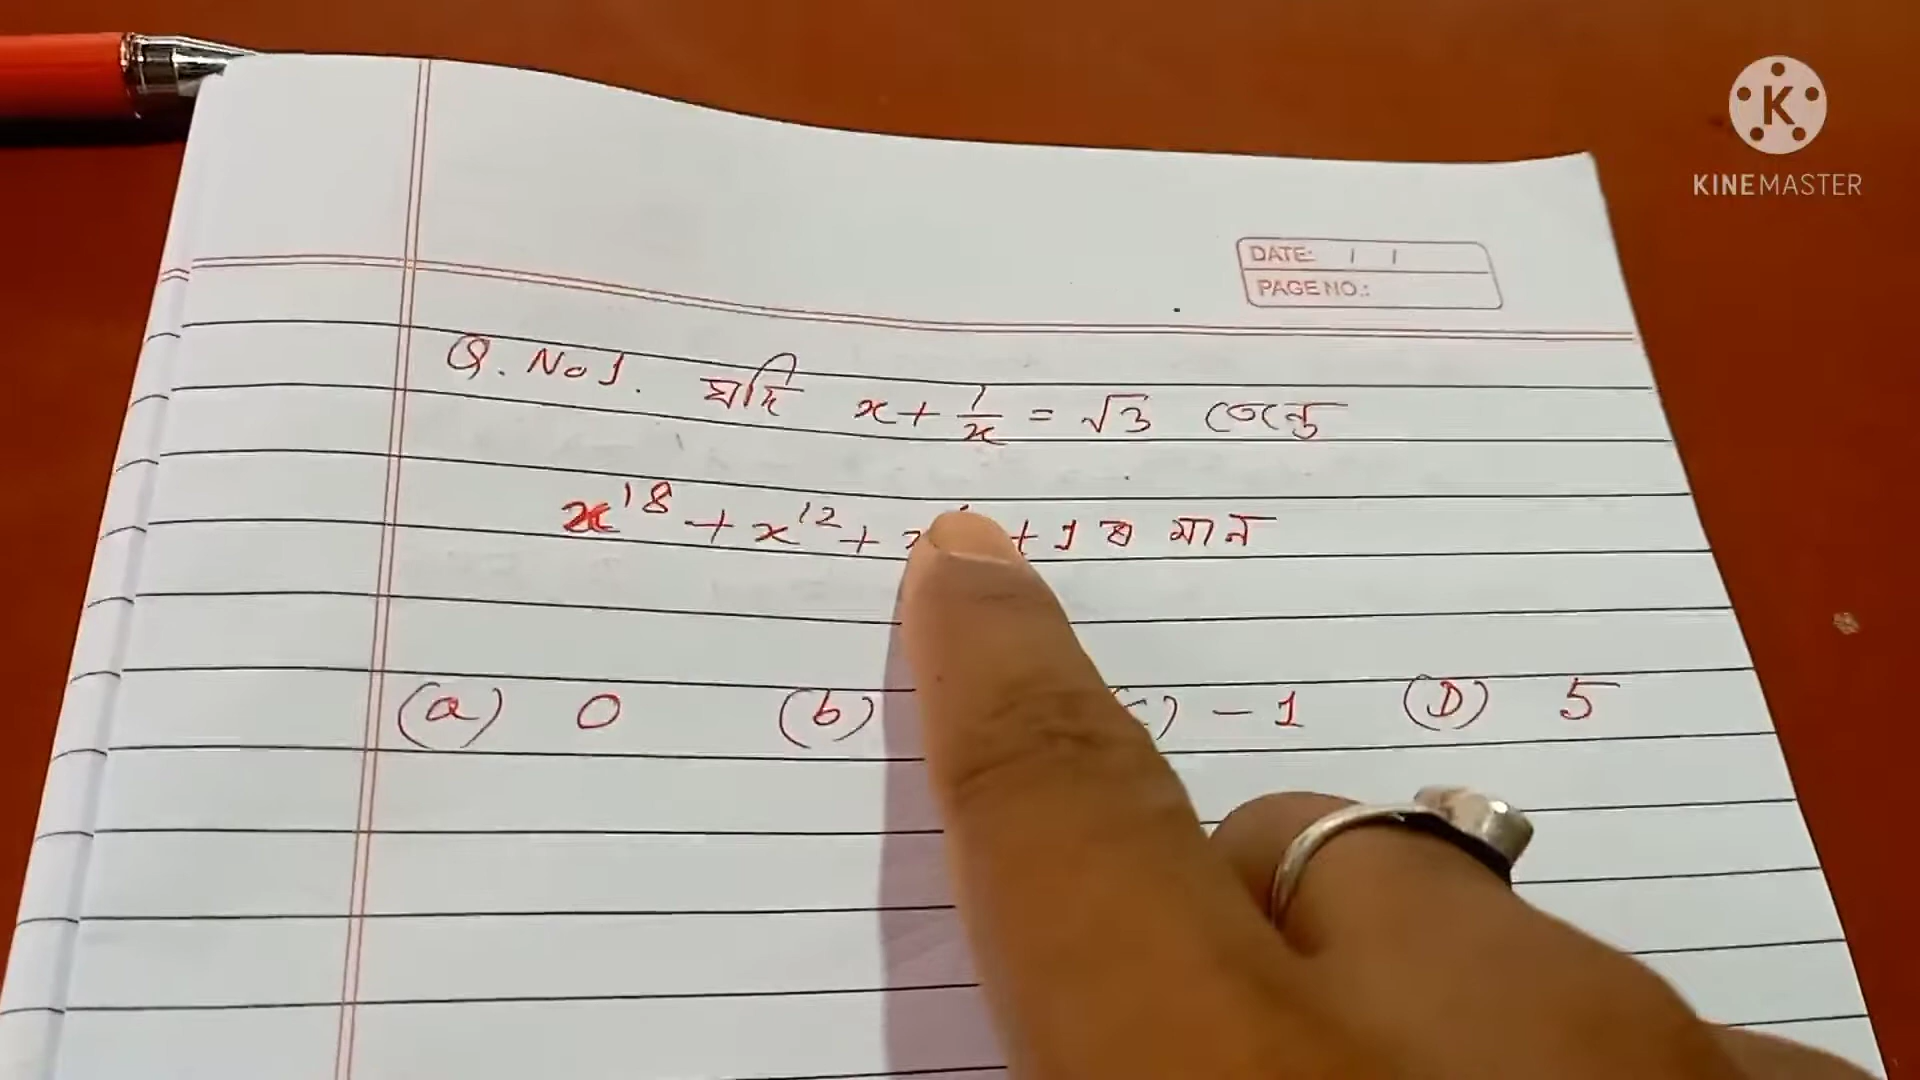 K
KINEMASTER
DATE: / /
PAGE NO.:
Q. No 1. যদি x + 1/x = √3 তেন্তে
x¹⁸ + x¹² + x + 1 ৰ মান
(a) 0 (b) ) -1 (D) 5